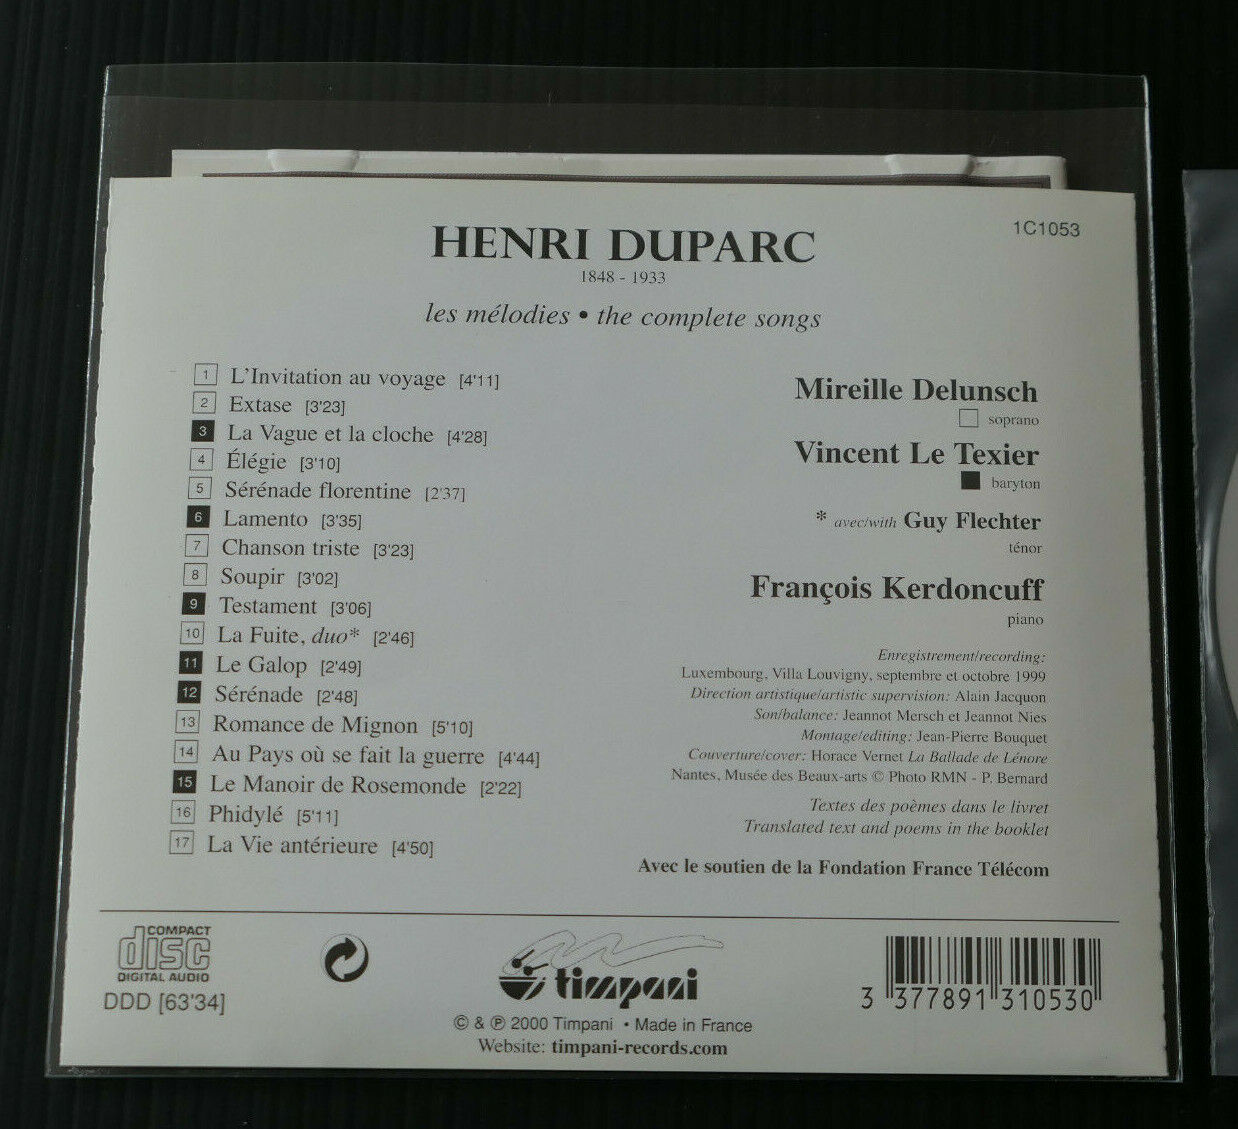 1C1053
HENRI DUPARC
1848 - 1933
les mélodies • the complete songs
1 L'Invitation au voyage [4'11]
2 Extase [3'23]
3 La Vague et la cloche [4'28]
4 Élégie [3'10]
5 Sérénade florentine [2'37]
6 Lamento [3'35]
7 Chanson triste [3'23]
8 Soupir [3'02]
9 Testament [3'06]
10 La Fuite, duo* [2'46]
11 Le Galop [2'49]
12 Sérénade [2'48]
13 Romance de Mignon [5'10]
14 Au Pays où se fait la guerre [4'44]
15 Le Manoir de Rosemonde [2'22]
16 Phidylé [5'11]
17 La Vie antérieure [4'50]
Mireille Delunsch
soprano
Vincent Le Texier
baryton
* avec/with Guy Flechter
ténor
François Kerdoncuff
piano
Enregistrement/recording:
Luxembourg, Villa Louvigny, septembre et octobre 1999
Direction artistique/artistic supervision: Alain Jacquon
Son/balance: Jeannot Mersch et Jeannot Nies
Montage/editing: Jean-Pierre Bouquet
Couverture/cover: Horace Vernet La Ballade de Lénore
Nantes, Musée des Beaux-arts © Photo RMN - P. Bernard
Textes des poèmes dans le livret
Translated text and poems in the booklet
Avec le soutien de la Fondation France Télécom
COMPACT
disc
DIGITAL AUDIO
DDD [63'34]
timpani
© & ℗ 2000 Timpani • Made in France
Website: timpani-records.com
3 377891 310530